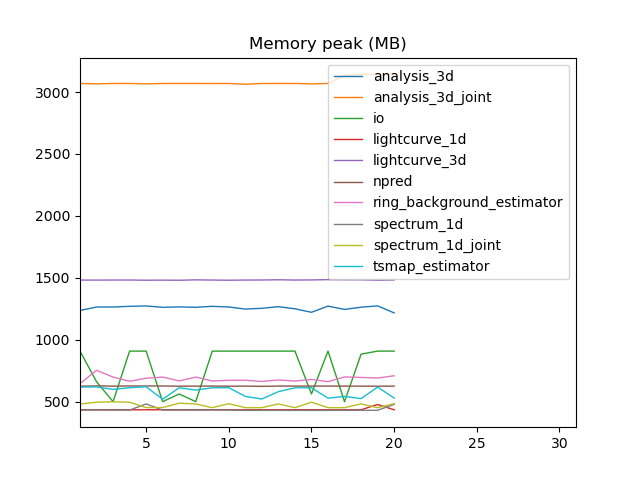 Memory peak (MB)
3000
2500
2000
1500
1000
500
analysis_3d
analysis_3d_joint
io
lightcurve_1d
lightcurve_3d
npred
ring_background_estimator
spectrum_1d
spectrum_1d_joint
tsmap_estimator
5 10 15 20 25 30